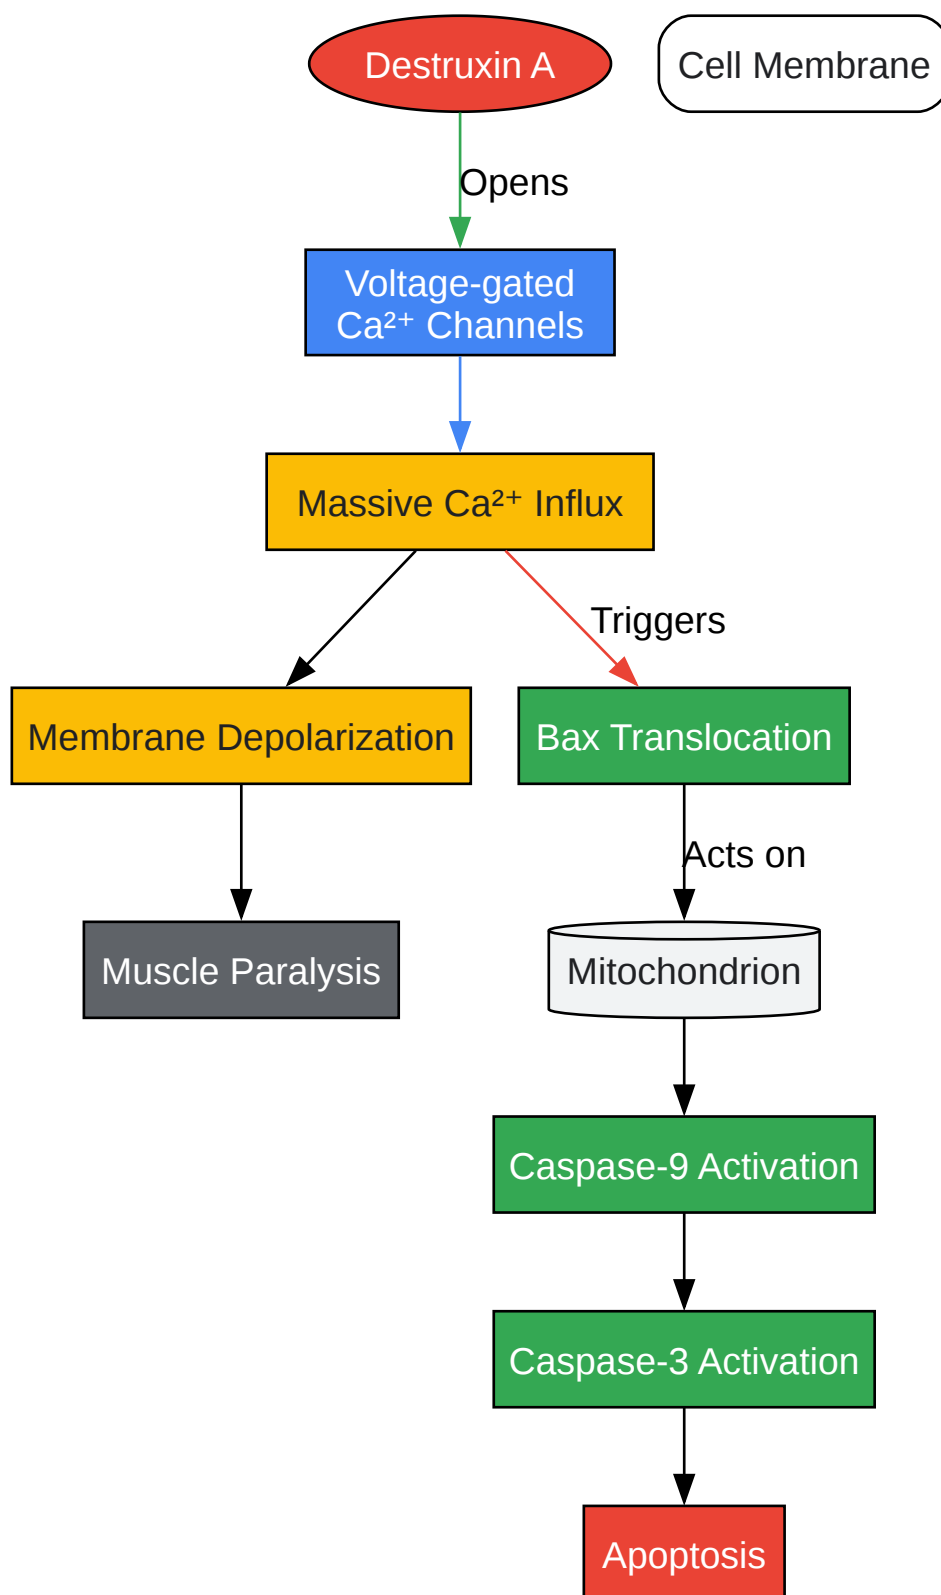 Destruxin A
Cell Membrane
Opens
Voltage-gated
Ca²⁺ Channels
Massive Ca²⁺ Influx
Triggers
Membrane Depolarization
Bax Translocation
Acts on
Muscle Paralysis
Mitochondrion
Caspase-9 Activation
Caspase-3 Activation
Apoptosis